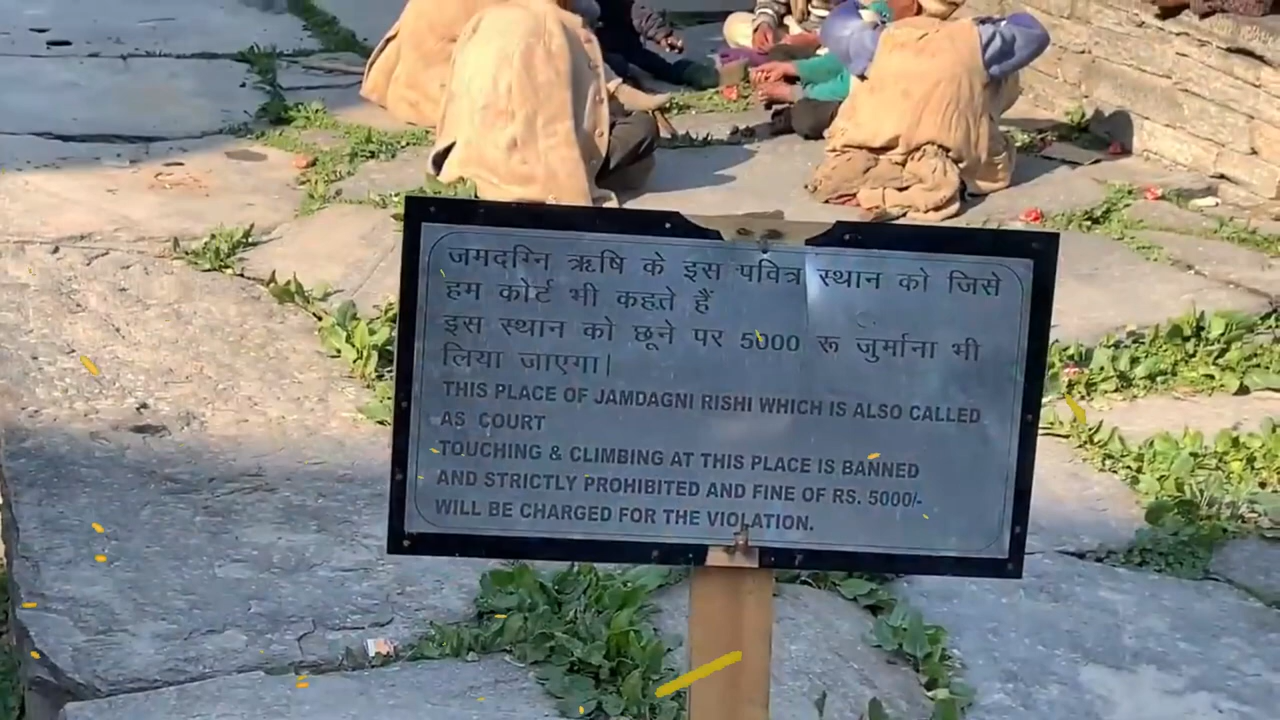 जमदग्नि ऋषि के इस पवित्र स्थान को जिसे
हम कोर्ट भी कहते हैं
इस स्थान को छूने पर 5000 रू जुर्माना भी
लिया जाएगा|
THIS PLACE OF JAMDAGNI RISHI WHICH IS ALSO CALLED
AS COURT
TOUCHING & CLIMBING AT THIS PLACE IS BANNED
AND STRICTLY PROHIBITED AND FINE OF RS. 5000/-
WILL BE CHARGED FOR THE VIOLATION.